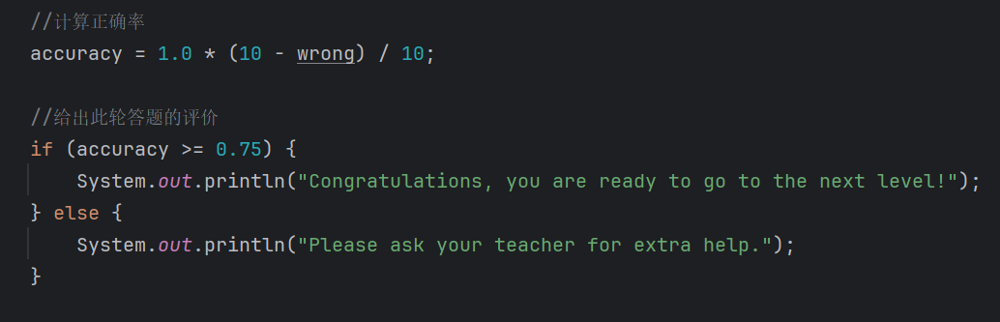 //计算正确率
accuracy = 1.0 * (10 - wrong) / 10;
//给出此轮答题的评价
if (accuracy >= 0.75) {
System.out.println("Congratulations, you are ready to go to the next level!");
} else {
System.out.println("Please ask your teacher for extra help.");
}